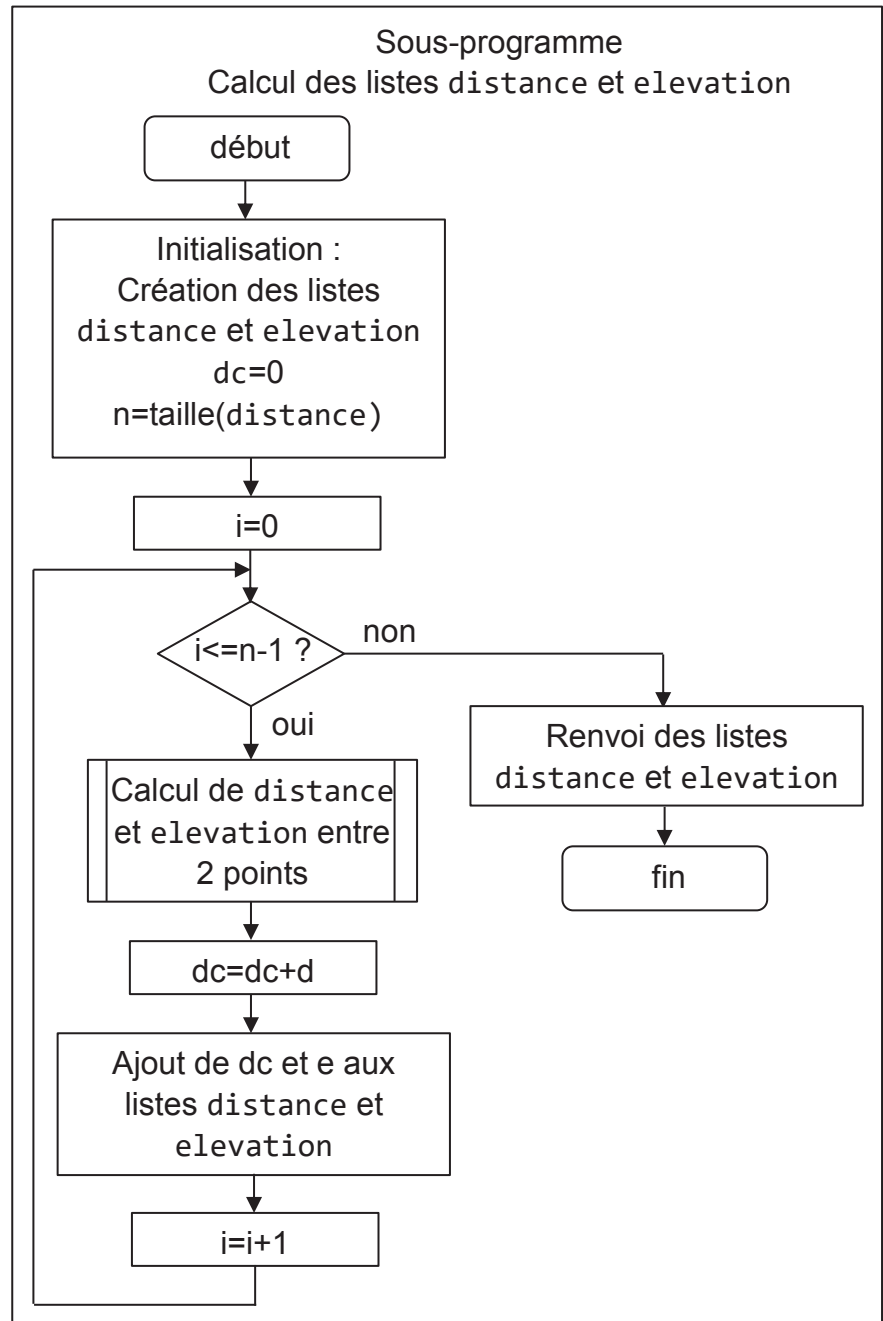 Sous-programme
Calcul des listes distance et elevation
début
Initialisation :
Création des listes
distance et elevation
dc=0
n=taille(distance)
i=0
i<=n-1 ?
non
oui
Calcul de distance
et elevation entre
2 points
dc=dc+d
Ajout de dc et e aux
listes distance et
elevation
i=i+1
Renvoi des listes
distance et elevation
fin